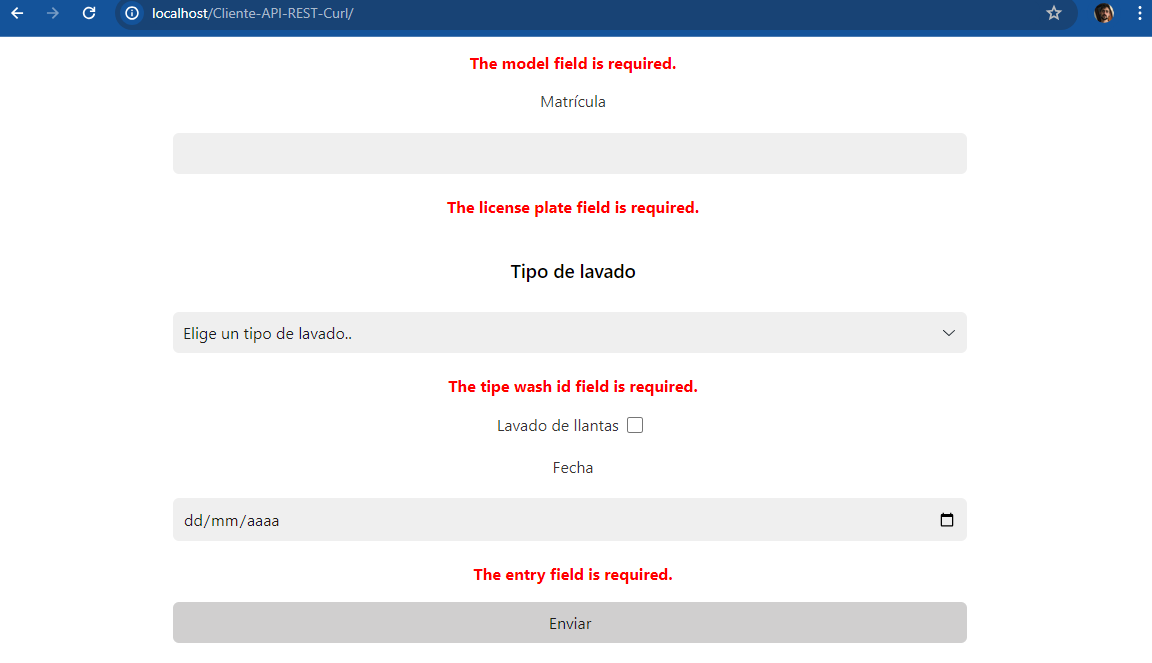 localhost/Cliente-API-REST-Curl/
The model field is required.
Matrícula
The license plate field is required.
Tipo de lavado
Elige un tipo de lavado..
The tipe wash id field is required.
Lavado de llantas
Fecha
dd/mm/aaaa
The entry field is required.
Enviar